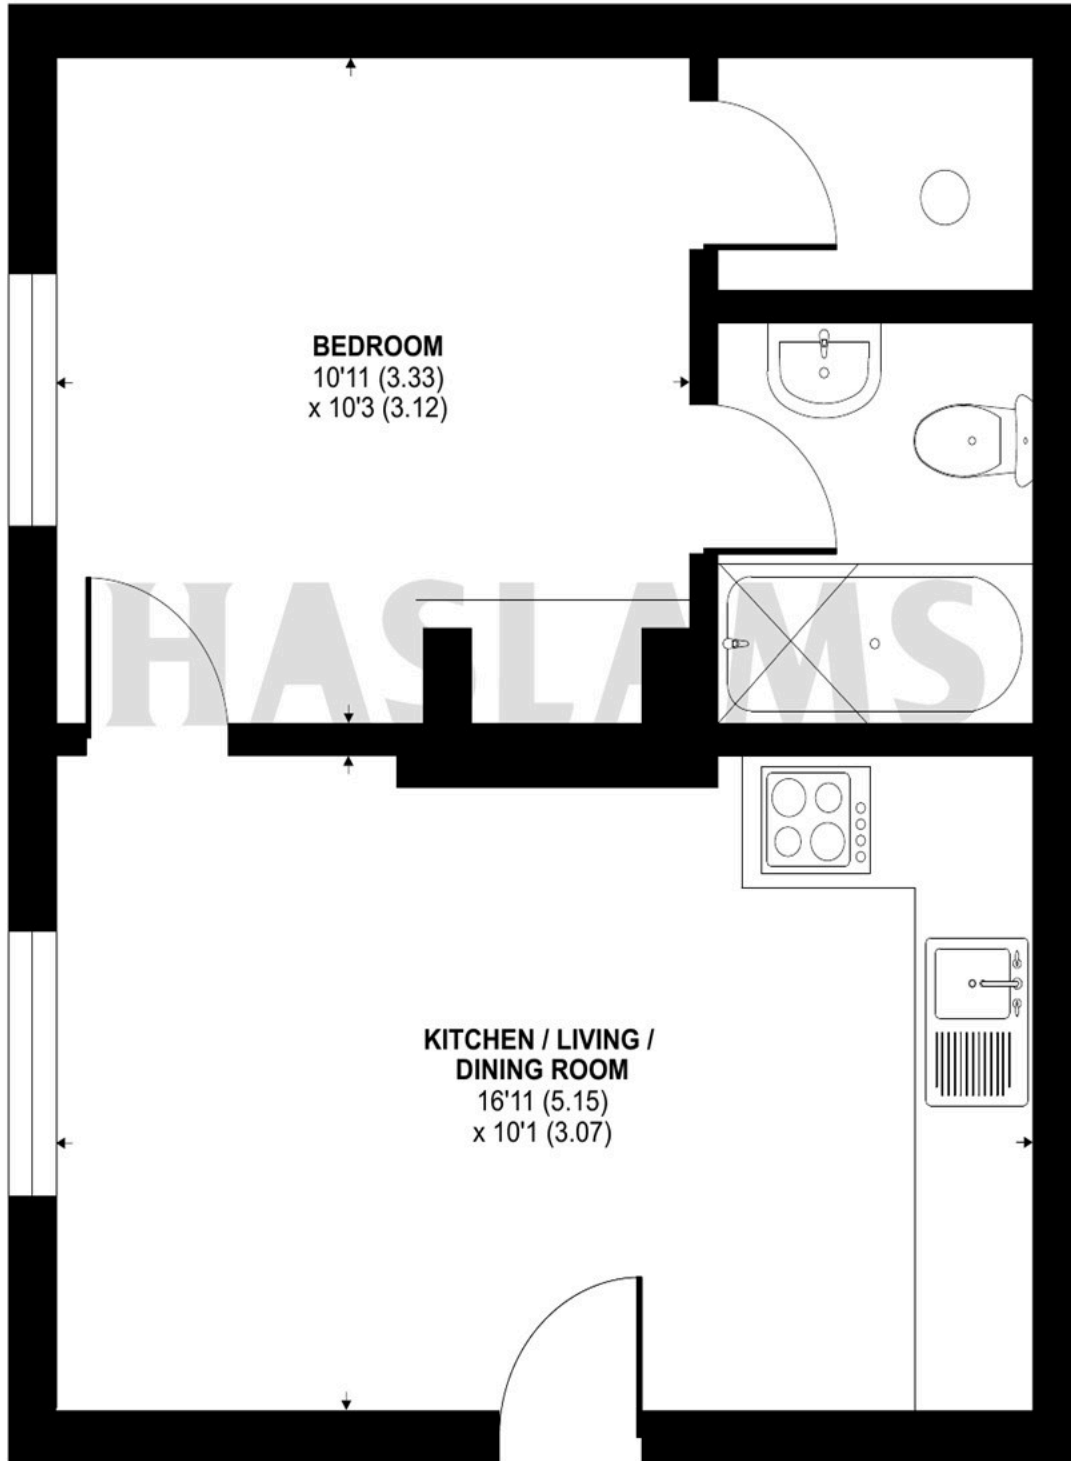 BEDROOM
10'11 (3.33)
x 10'3 (3.12)
HASLAMS
KITCHEN / LIVING /
DINING ROOM
16'11 (5.15)
x 10'1 (3.07)